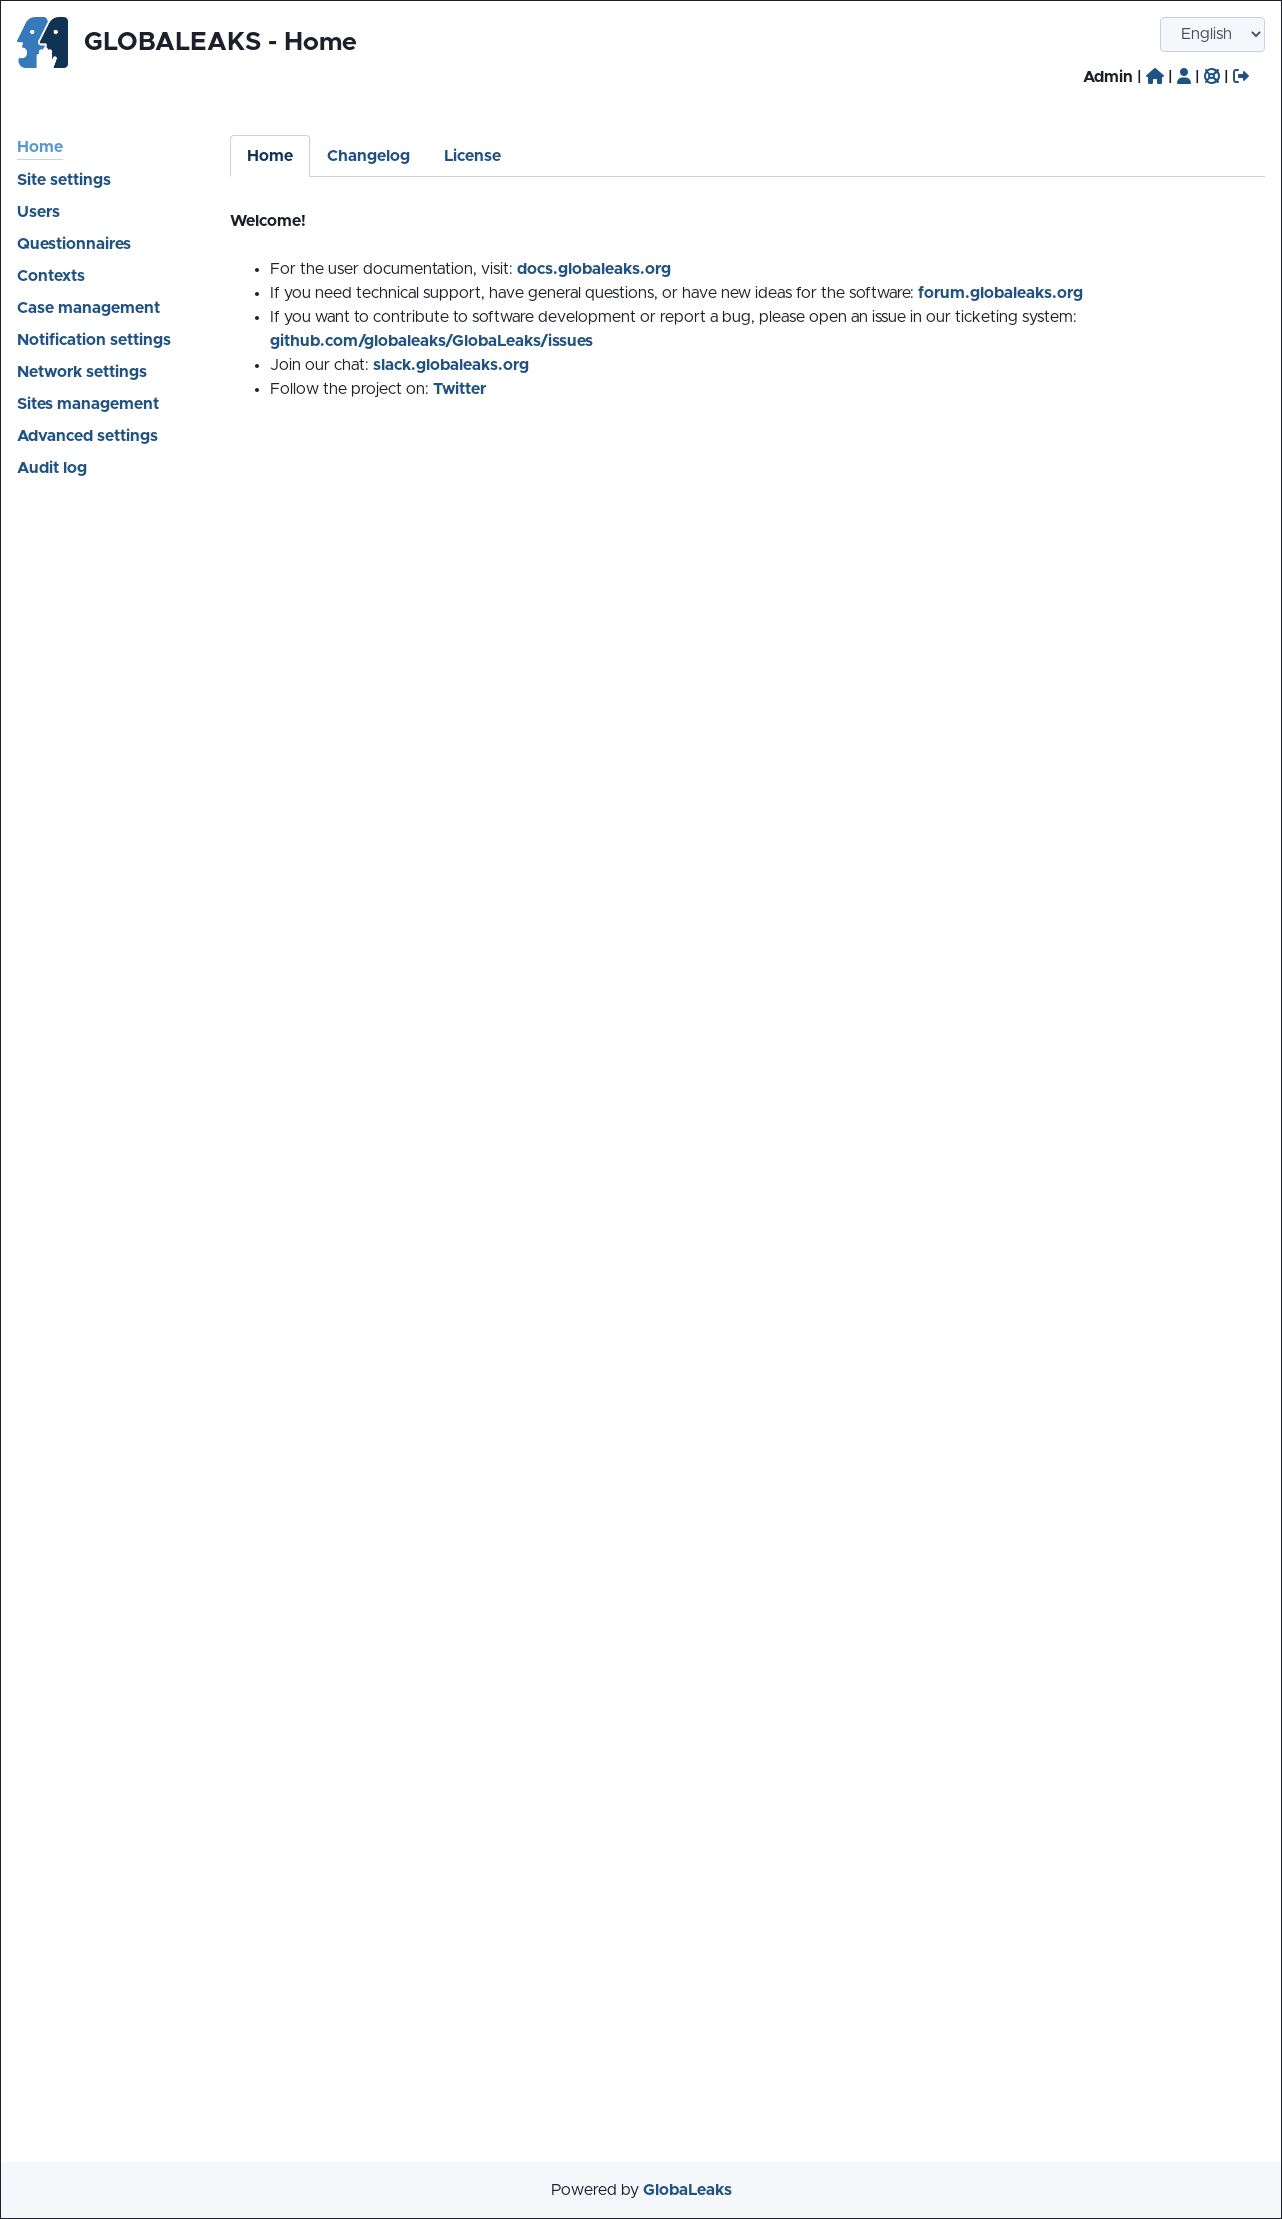 GLOBALEAKS - Home
English
Admin | | | |
Home
Site settings
Users
Questionnaires
Contexts
Case management
Notification settings
Network settings
Sites management
Advanced settings
Audit log
Home Changelog License
Welcome!
For the user documentation, visit: docs.globaleaks.org
If you need technical support, have general questions, or have new ideas for the software: forum.globaleaks.org
If you want to contribute to software development or report a bug, please open an issue in our ticketing system:
github.com/globaleaks/GlobaLeaks/issues
Join our chat: slack.globaleaks.org
Follow the project on: Twitter
Powered by GlobaLeaks